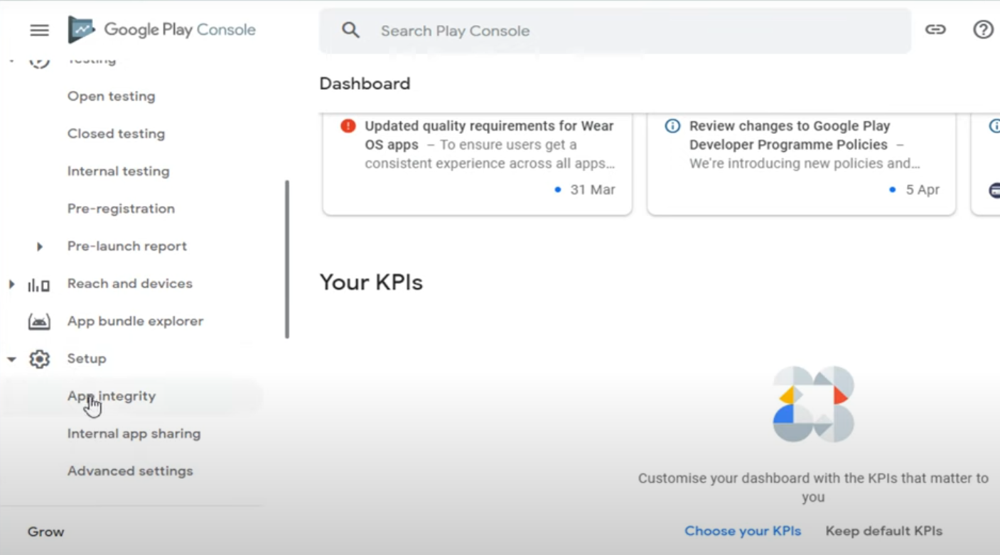 Google Play Console
Search Play Console
Testing
Open testing
Closed testing
Internal testing
Pre-registration
Pre-launch report
Reach and devices
App bundle explorer
Setup
App integrity
Internal app sharing
Advanced settings
Grow
Dashboard
Updated quality requirements for Wear
OS apps – To ensure users get a
consistent experience across all apps...
31 Mar
Review changes to Google Play
Developer Programme Policies –
We're introducing new policies and...
5 Apr
Your KPIs
Customise your dashboard with the KPIs that matter to
you
Choose your KPIs Keep default KPIs